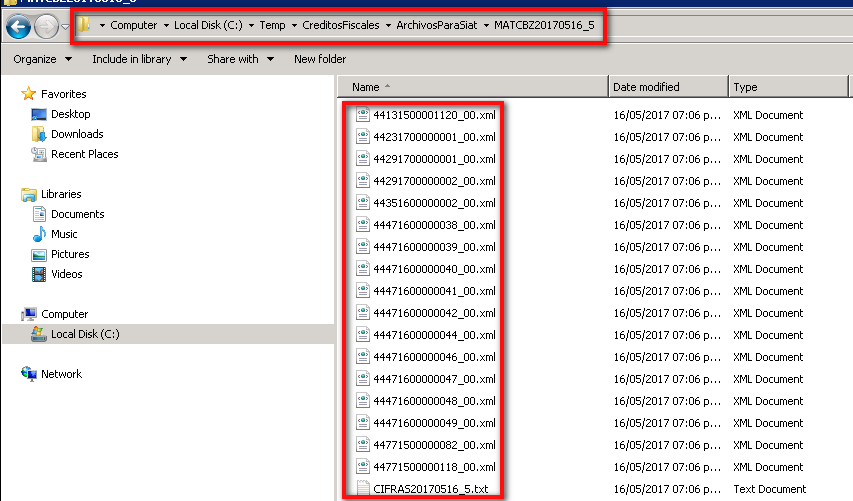 Computer Local Disk (C:) Temp CreditosFiscales ArchivosParaSiat MATCBZ20170516_5
Organize Include in library Share with New folder
Favorites
Desktop
Downloads
Recent Places
Libraries
Documents
Music
Pictures
Videos
Computer
Local Disk (C:)
Network
Name Date modified Type
44131500001120_00.xml 16/05/2017 07:06 p... XML Document
44231700000001_00.xml 16/05/2017 07:06 p... XML Document
44291700000001_00.xml 16/05/2017 07:06 p... XML Document
44291700000002_00.xml 16/05/2017 07:06 p... XML Document
44351600000002_00.xml 16/05/2017 07:06 p... XML Document
44471600000038_00.xml 16/05/2017 07:06 p... XML Document
44471600000039_00.xml 16/05/2017 07:06 p... XML Document
44471600000040_00.xml 16/05/2017 07:06 p... XML Document
44471600000041_00.xml 16/05/2017 07:06 p... XML Document
44471600000042_00.xml 16/05/2017 07:06 p... XML Document
44471600000044_00.xml 16/05/2017 07:06 p... XML Document
44471600000046_00.xml 16/05/2017 07:06 p... XML Document
44471600000047_00.xml 16/05/2017 07:06 p... XML Document
44471600000048_00.xml 16/05/2017 07:06 p... XML Document
44471600000049_00.xml 16/05/2017 07:06 p... XML Document
44771500000082_00.xml 16/05/2017 07:06 p... XML Document
44771500000118_00.xml 16/05/2017 07:06 p... XML Document
CIFRAS20170516_5.txt 16/05/2017 07:06 p... Text Document